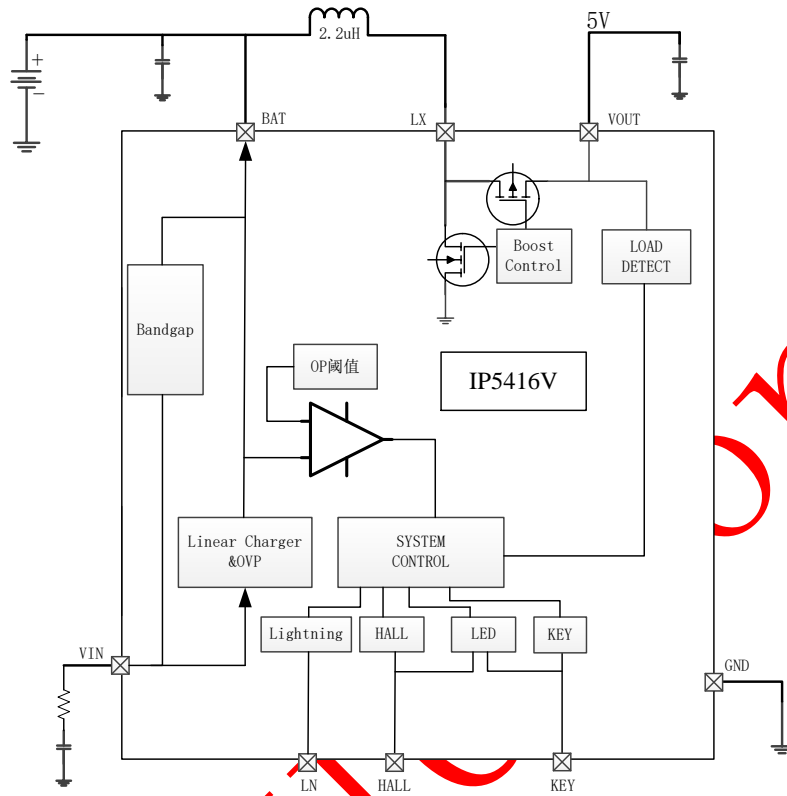 2.2uH
5V
+
-
BAT
LX
VOUT
Boost
Control
LOAD
DETECT
Bandgap
OP阈值
IP5416V
Linear Charger
&OVP
SYSTEM
CONTROL
Lightning
HALL
LED
KEY
VIN
GND
LN
HALL
KEY